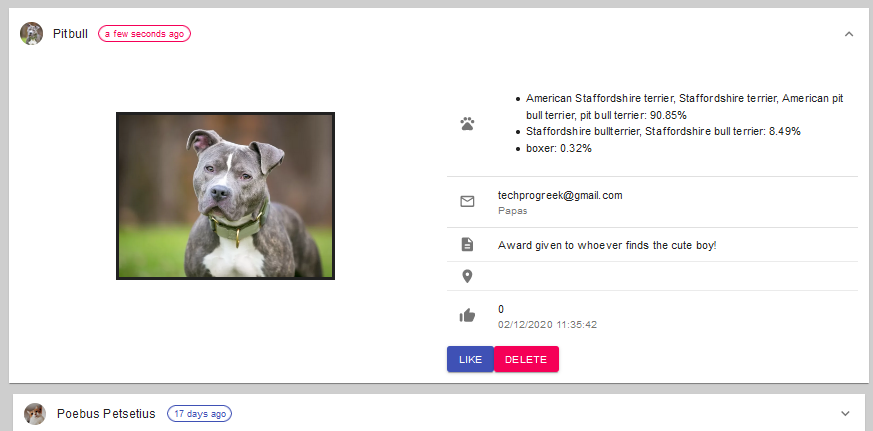 Pitbull
a few seconds ago
American Staffordshire terrier, Staffordshire terrier, American pit
bull terrier, pit bull terrier: 90.85%
Staffordshire bullterrier, Staffordshire bull terrier: 8.49%
boxer: 0.32%
techprogreek@gmail.com
Papas
Award given to whoever finds the cute boy!
0
02/12/2020 11:35:42
LIKE DELETE
Poebus Petsetius
17 days ago